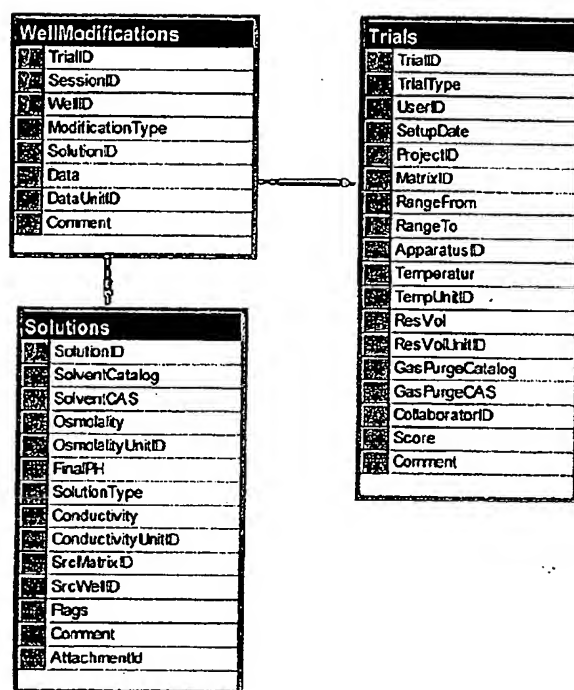 WellModifications
TrialID
SessionID
WellID
ModificationType
SolutionID
Data
DataUnitID
Comment
Solutions
SolutionID
SolventCatalog
SolventCAS
Osmolality
OsmolalityUnitID
FinalPH
SolutionType
Conductivity
ConductivityUnitID
SrcMatrixID
SrcWellID
Flags
Comment
AttachmentId
Trials
TrialID
TrialType
UserID
SetupDate
ProjectID
MatrixID
RangeFrom
RangeTo
ApparatusID
Temperatur
TempUnitID
ResVol
ResVolUnitID
GasPurgeCatalog
GasPurgeCAS
CollaboratorID
Score
Comment